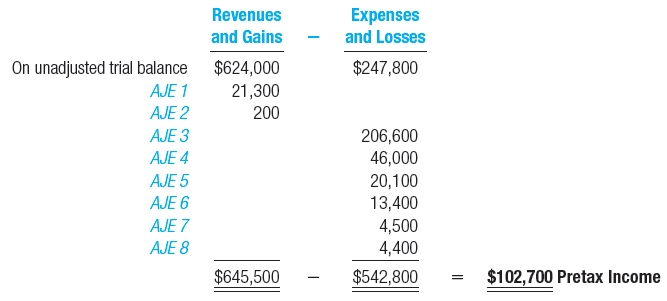 Revenues Expenses
and Gains – and Losses
On unadjusted trial balance $624,000 $247,800
AJE 1 21,300
AJE 2 200
AJE 3 206,600
AJE 4 46,000
AJE 5 20,100
AJE 6 13,400
AJE 7 4,500
AJE 8 4,400
$645,500 – $542,800 = $102,700 Pretax Income